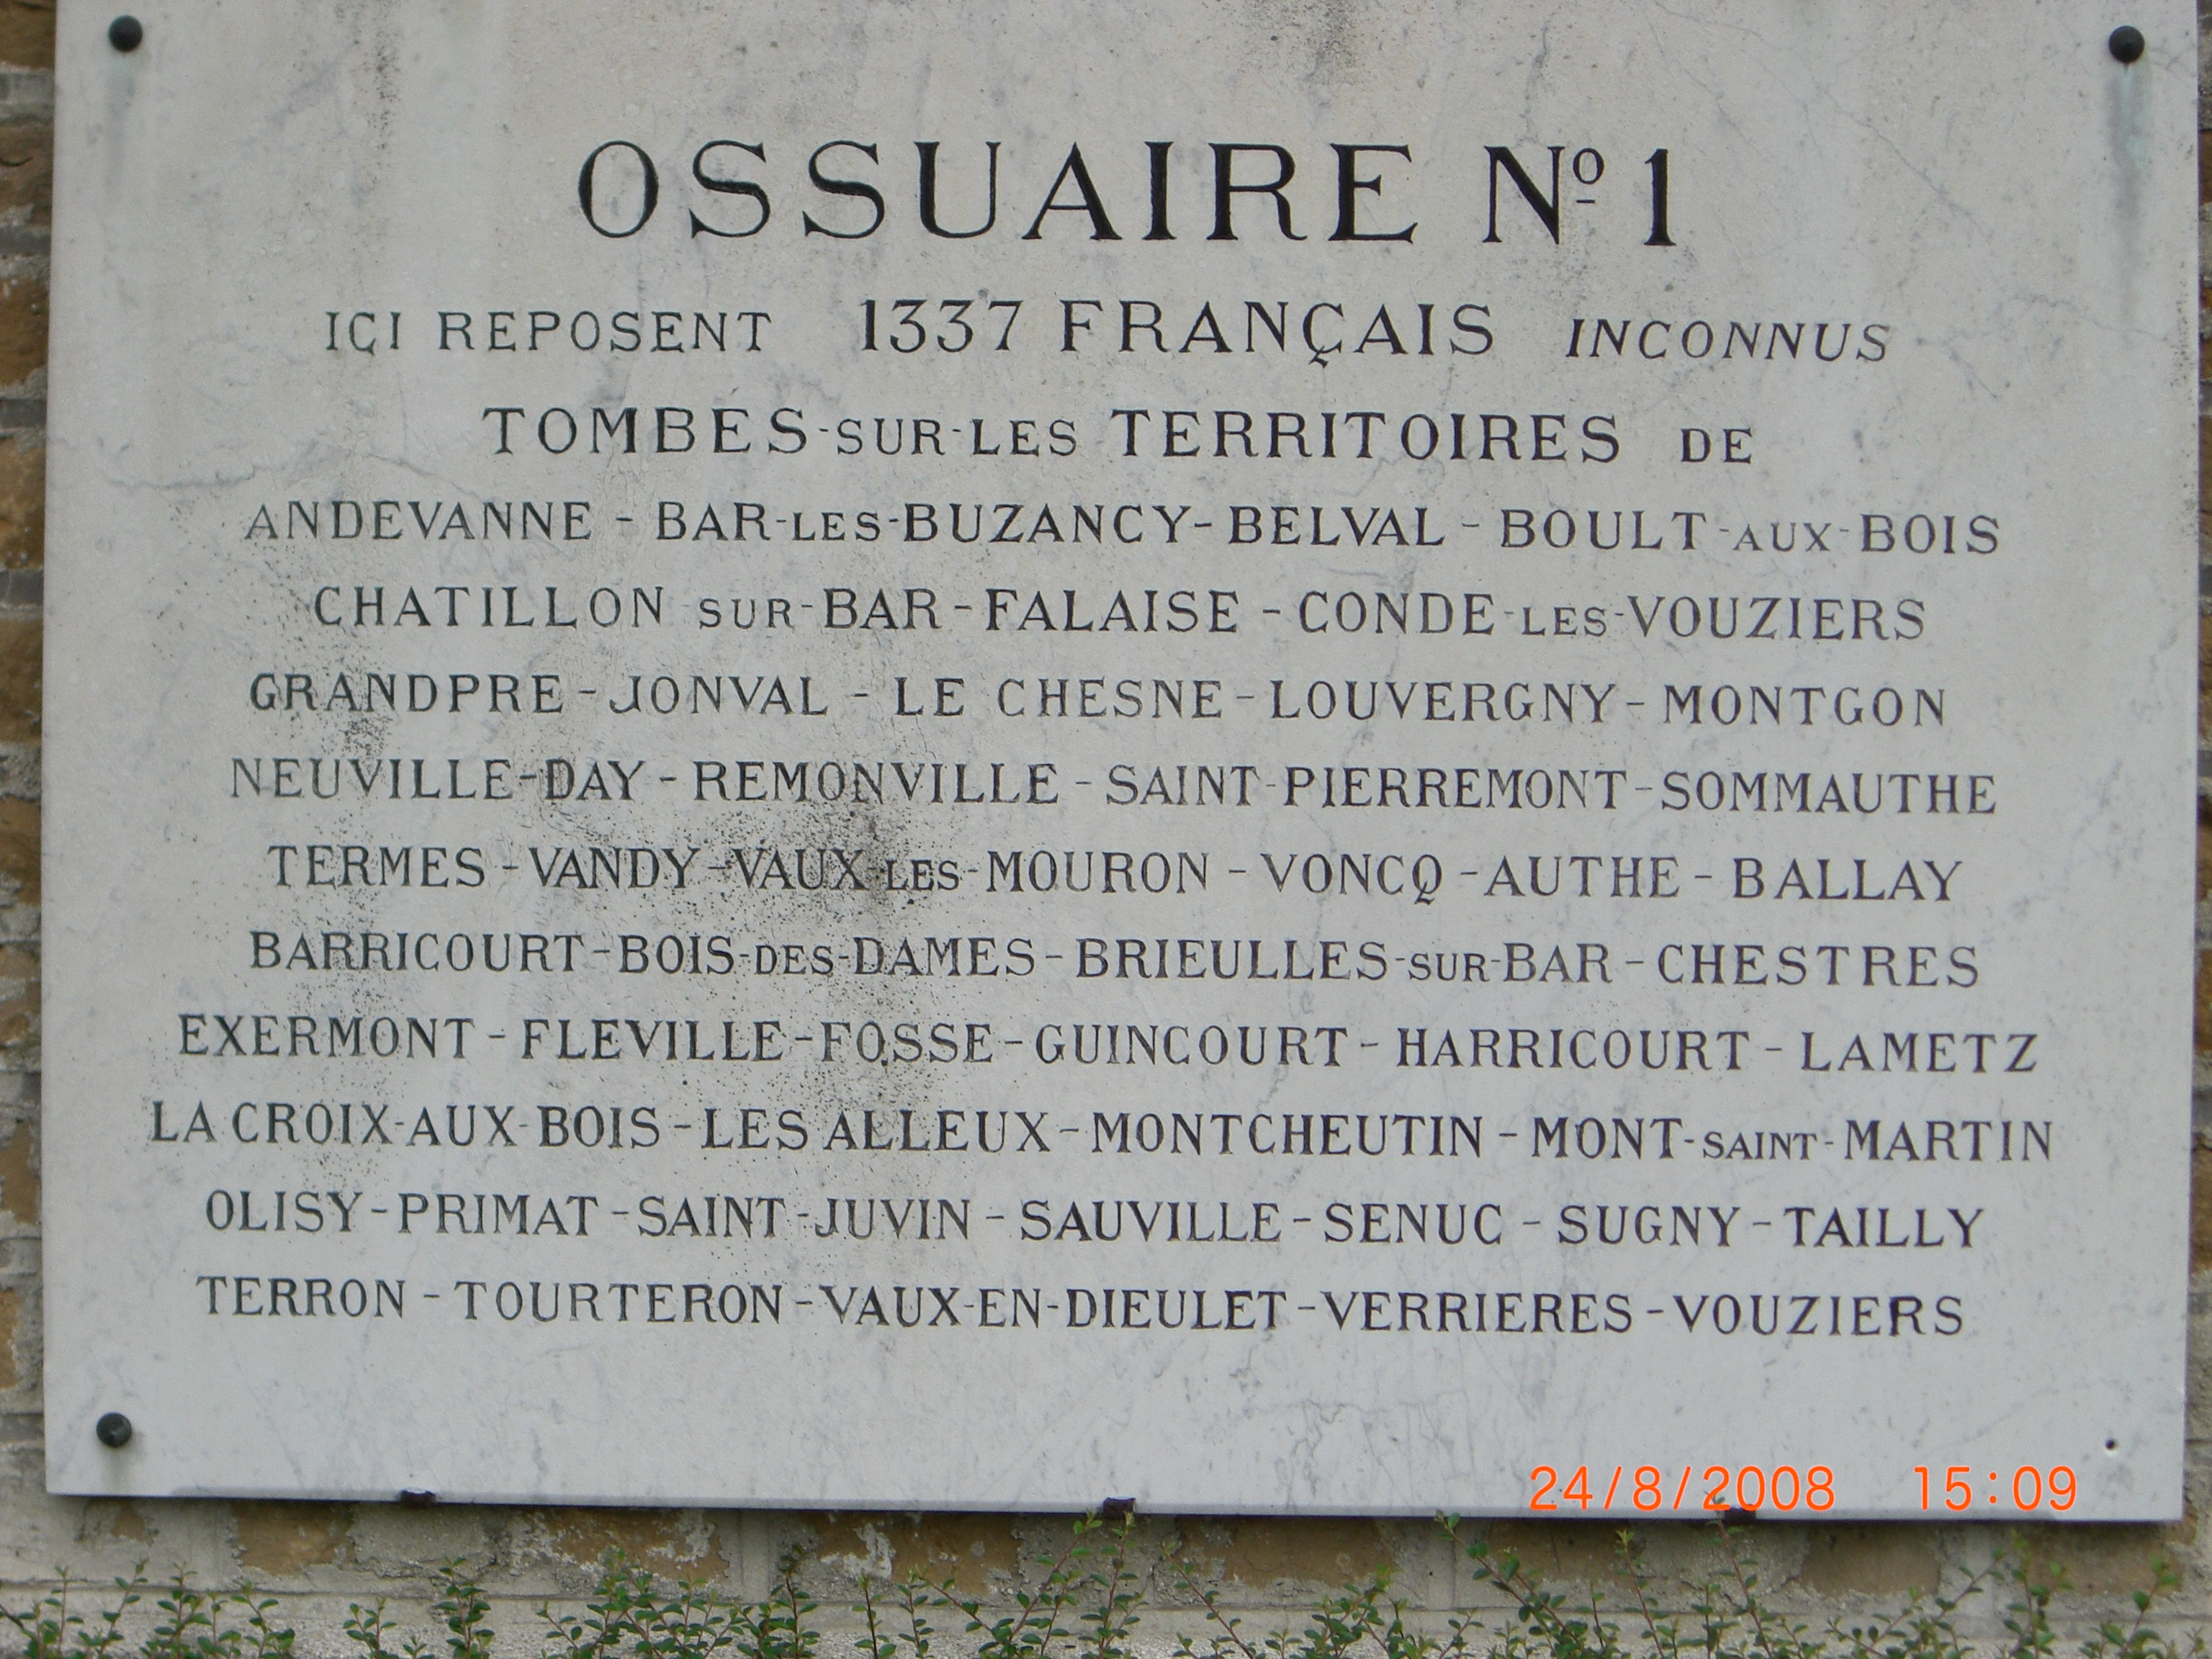 OSSUAIRE Nº 1
IÇI REPOSENT 1337 FRANÇAIS INCONNUS
TOMBÉS-SUR-LES TERRITOIRES DE
ANDEVANNE - BAR-LES-BUZANCY - BELVAL - BOULT-AUX-BOIS
CHATILLON SUR-BAR - FALAISE - CONDE-LES-VOUZIERS
GRANDPRE - JONVAL - LE CHESNE - LOUVERGNY - MONTGON
NEUVILLE-DAY - REMONVILLE - SAINT-PIERREMONT - SOMMAUTHE
TERMES - VANDY - VAUX-LES-MOURON - VONCQ - AUTHE - BALLAY
BARRICOURT - BOIS-DES-DAMES - BRIEULLES-SUR-BAR - CHESTRES
EXERMONT - FLEVILLE - FOSSE - GUINCOURT - HARRICOURT - LAMETZ
LA CROIX-AUX-BOIS - LES ALLEUX - MONTCHEUTIN - MONT-SAINT-MARTIN
OLISY - PRIMAT - SAINT-JUVIN - SAUVILLE - SENUC - SUGNY - TAILLY
TERRON - TOURTERON - VAUX-EN-DIEULET - VERRIERES - VOUZIERS
24/8/2008 15:09